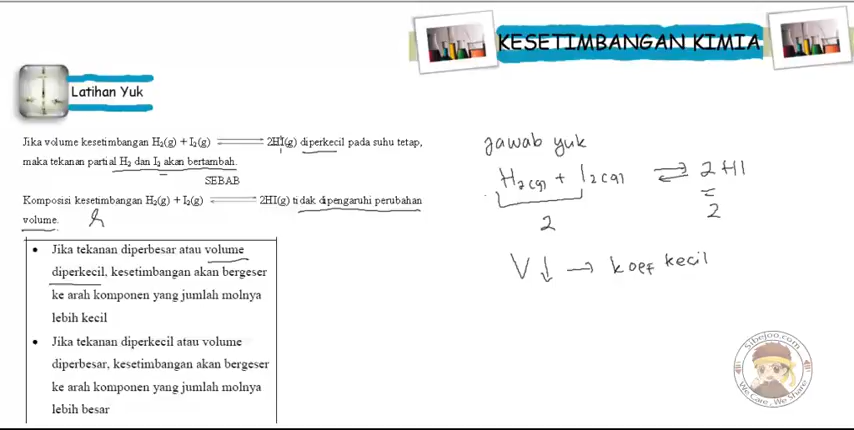 KESETIMBANGAN KIMIA
Latihan Yuk
Jika volume kesetimbangan H₂(g) + I₂(g) ⇌ 2HI(g) diperkecil pada suhu tetap,
maka tekanan partial H₂ dan I₂ akan bertambah.
SEBAB
Komposisi kesetimbangan H₂(g) + I₂(g) ⇌ 2HI(g) tidak dipengaruhi perubahan
volume.
• Jika tekanan diperbesar atau volume
diperkecil, kesetimbangan akan bergeser
ke arah komponen yang jumlah molnya
lebih kecil
• Jika tekanan diperkecil atau volume
diperbesar, kesetimbangan akan bergeser
ke arah komponen yang jumlah molnya
lebih besar
jawab yuk
H₂(g) + I₂(g) ⇌ 2HI
2 2
V ↓ → koef kecil
Sibejoo.com
We Care, We Share